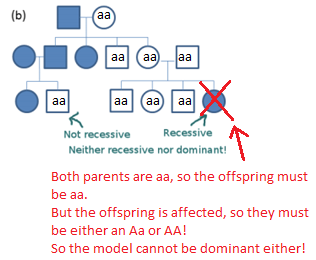 (b)
aa
aa aa aa
aa aa aa aa
Not recessive Recessive
Neither recessive nor dominant!
Both parents are aa, so the offspring must
be aa.
But the offspring is affected, so they must
be either an Aa or AA!
So the model cannot be dominant either!